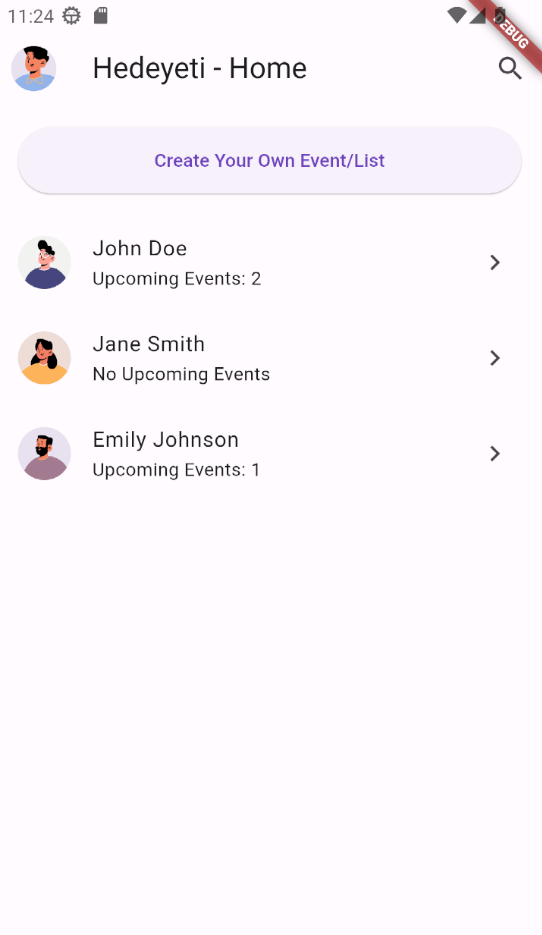 11:24
DEBUG
Hedeyeti - Home
Create Your Own Event/List
John Doe
Upcoming Events: 2
Jane Smith
No Upcoming Events
Emily Johnson
Upcoming Events: 1